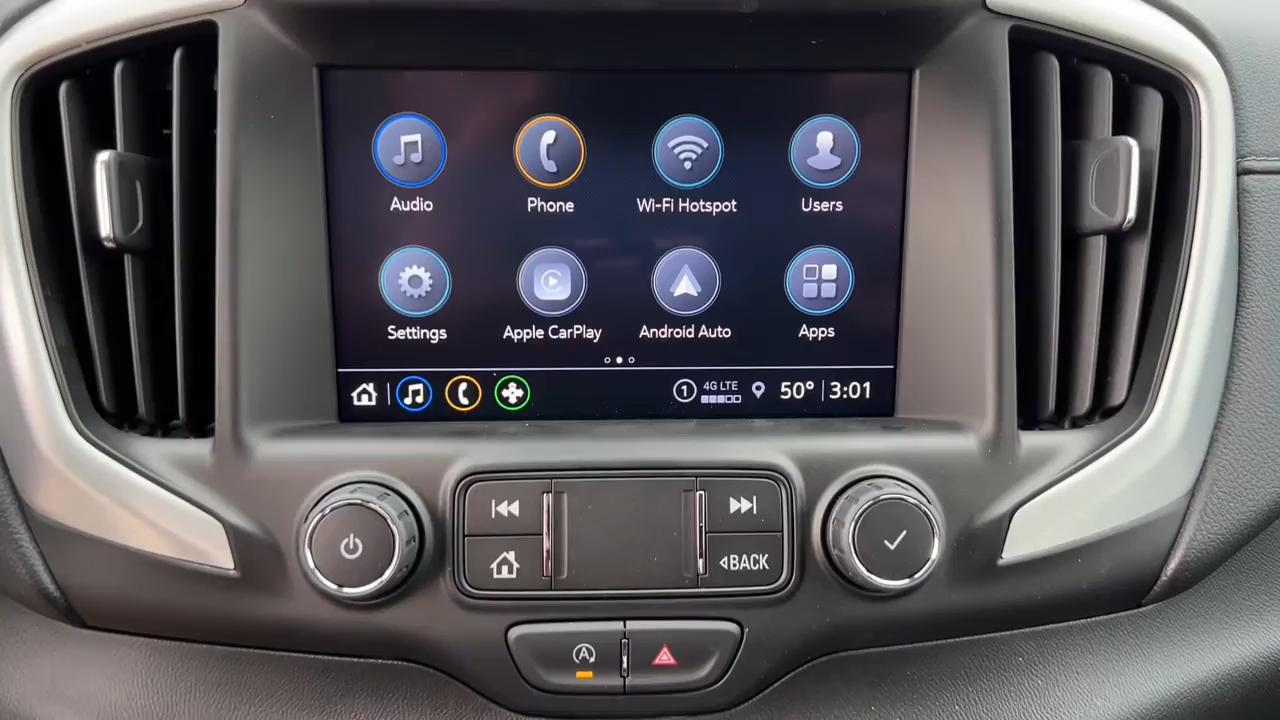 Audio Phone Wi-Fi Hotspot Users
Settings Apple CarPlay Android Auto Apps
1 4G LTE 50° 3:01
BACK
A